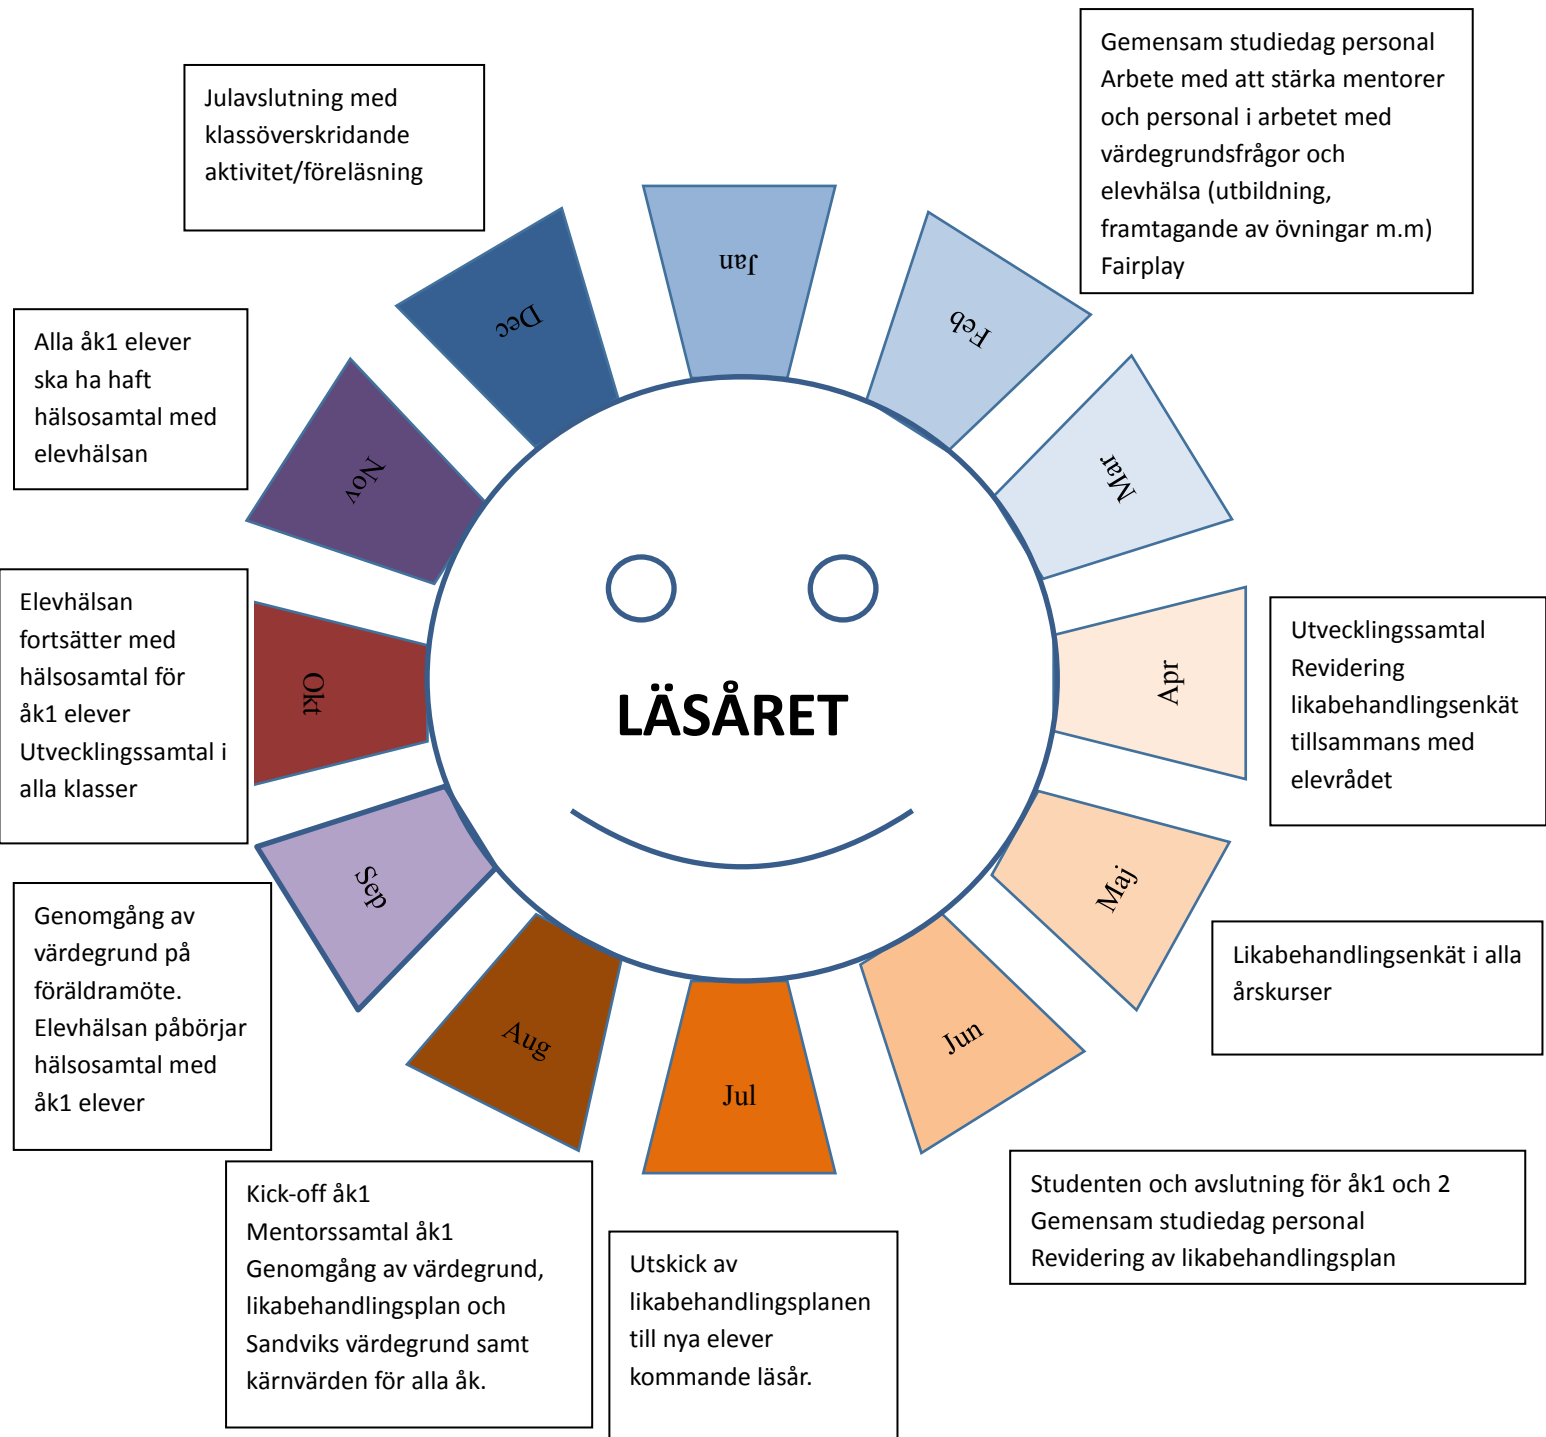 Gemensam studiedag personal
Arbete med att stärka mentorer
och personal i arbetet med
värdegrundsfrågor och
elevhälsa (utbildning,
framtagande av övningar m.m)
Fairplay
Julavslutning med
klassöverskridande
aktivitet/föreläsning
Jan
Feb
Dec
Mar
Alla åk1 elever
ska ha haft
hälsosamtal med
elevhälsan
Nov
Elevhälsan
fortsätter med
hälsosamtal för
åk1 elever
Utvecklingssamtal i
alla klasser
Okt
LÄSÅRET
Apr
Utvecklingssamtal
Revidering
likabehandlingsenkät
tillsammans med
elevrådet
Sep
Maj
Genomgång av
värdegrund på
föräldramöte.
Elevhälsan påbörjar
hälsosamtal med
åk1 elever
Likabehandlingsenkät i alla
årskurser
Aug
Jul
Jun
Kick-off åk1
Mentorssamtal åk1
Genomgång av värdegrund,
likabehandlingsplan och
Sandviks värdegrund samt
kärnvärden för alla åk.
Utskick av
likabehandlingsplanen
till nya elever
kommande läsår.
Studenten och avslutning för åk1 och 2
Gemensam studiedag personal
Revidering av likabehandlingsplan